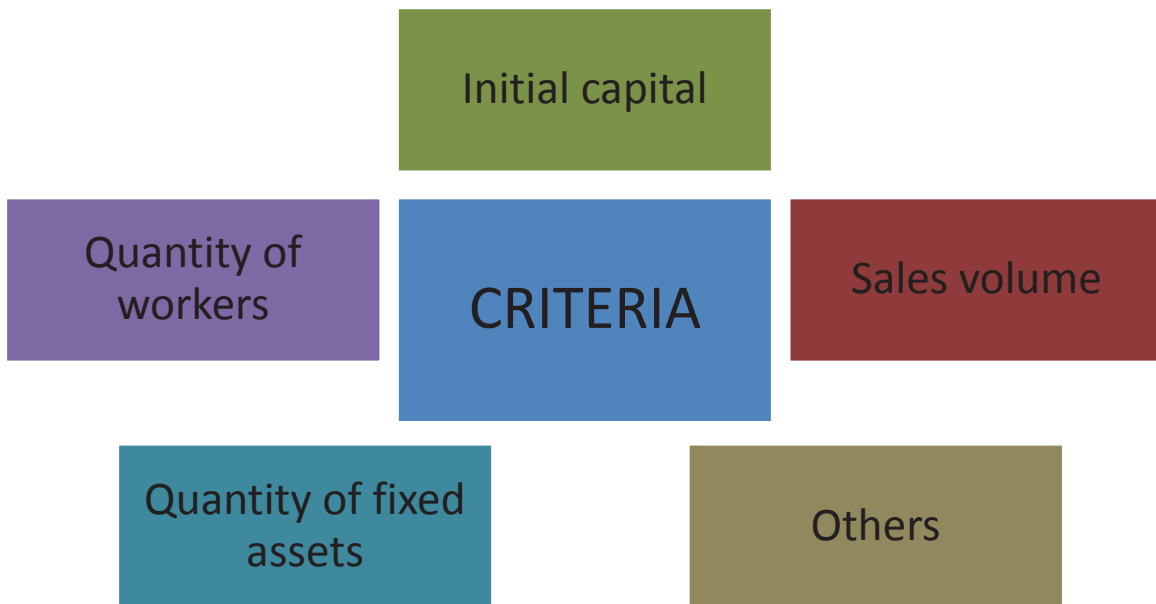 Initial capital
Quantity of
workers
CRITERIA
Sales volume
Quantity of fixed
assets
Others